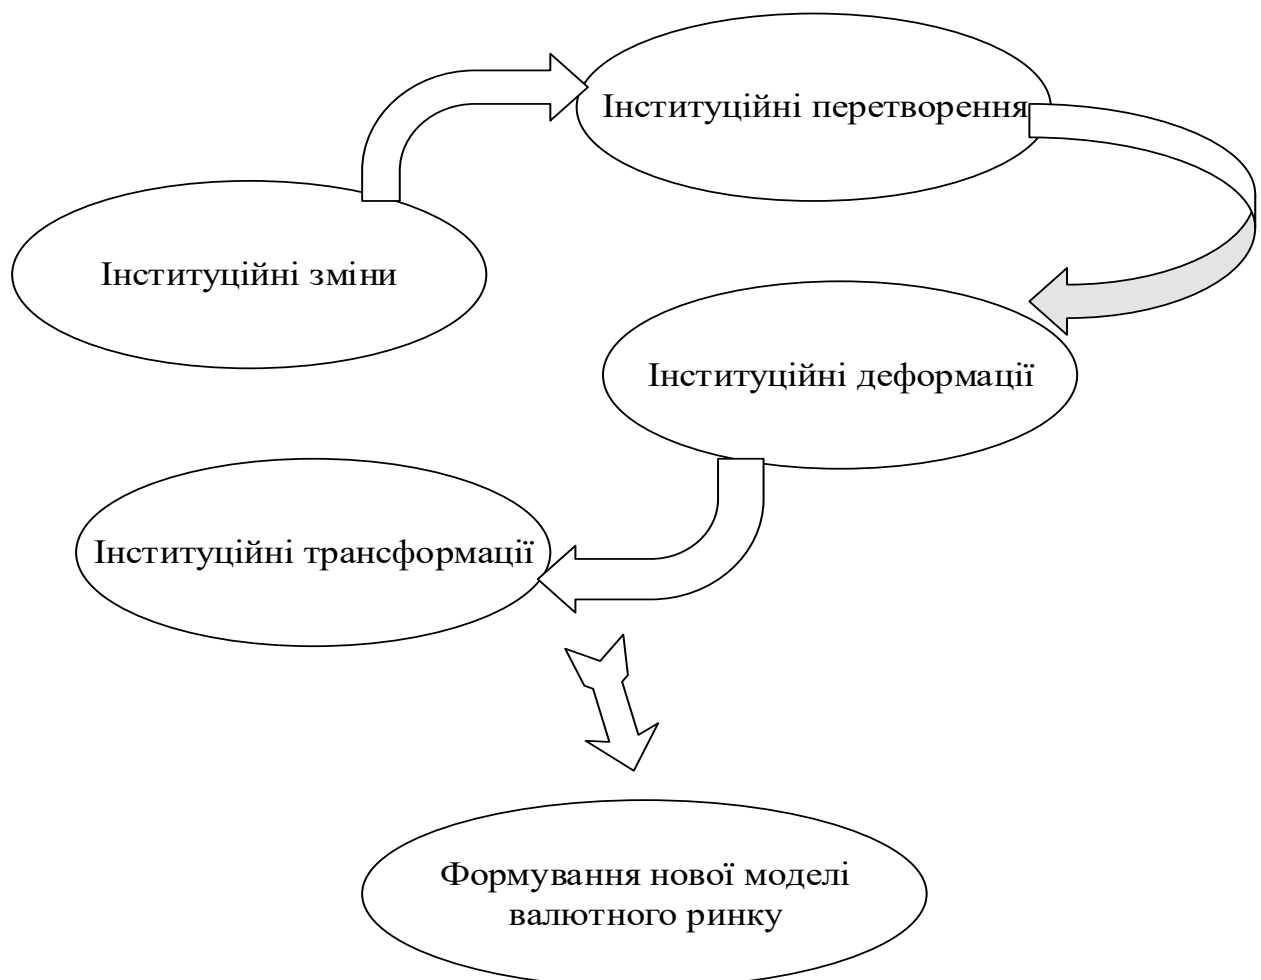 Інституційні перетворення
Інституційні зміни
Інституційні деформації
Інституційні трансформації
Формування нової моделі
валютного ринку